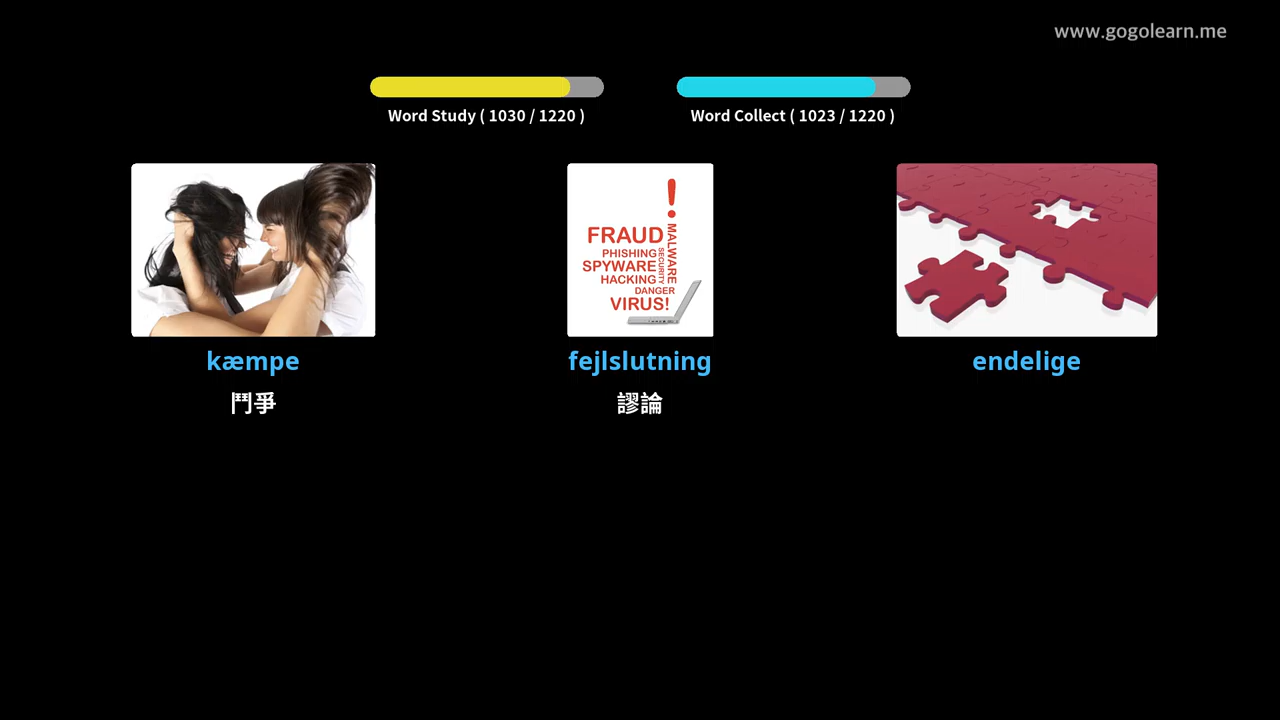 www.gogolearn.me
Word Study ( 1030 / 1220 )
Word Collect ( 1023 / 1220 )
FRAUD
PHISHING
SPYWARE
HACKING
DANGER
VIRUS!
SECURITY
MALWARE
!
kæmpe
fejlslutning
endelige
鬥爭
謬論